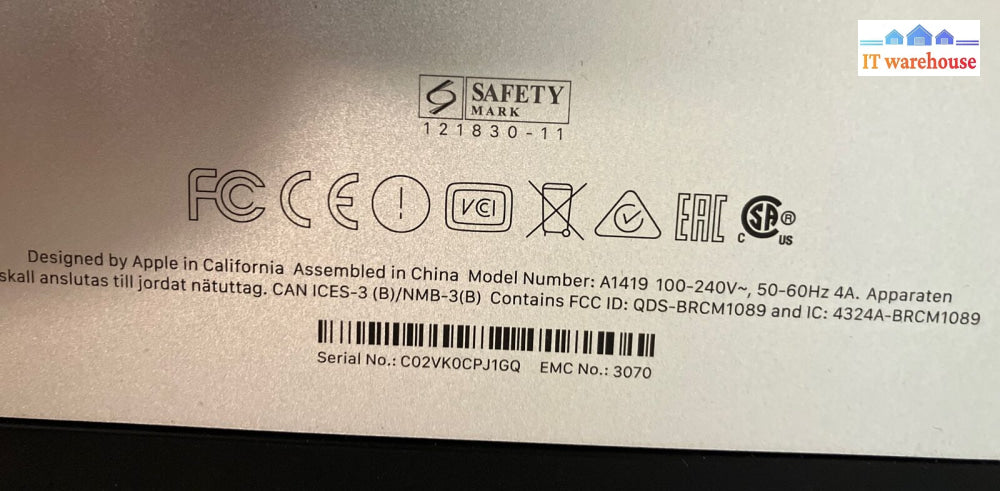 IT warehouse
SAFETY
MARK
121830-11
FC CE ! VCI EAC CSA® C US
Designed by Apple in California Assembled in China Model Number: A1419 100-240V~, 50-60Hz 4A. Apparaten
skall anslutas till jordat nätuttag. CAN ICES-3 (B)/NMB-3(B) Contains FCC ID: QDS-BRCM1089 and IC: 4324A-BRCM1089
Serial No.: C02VK0CPJ1GQ EMC No.: 3070